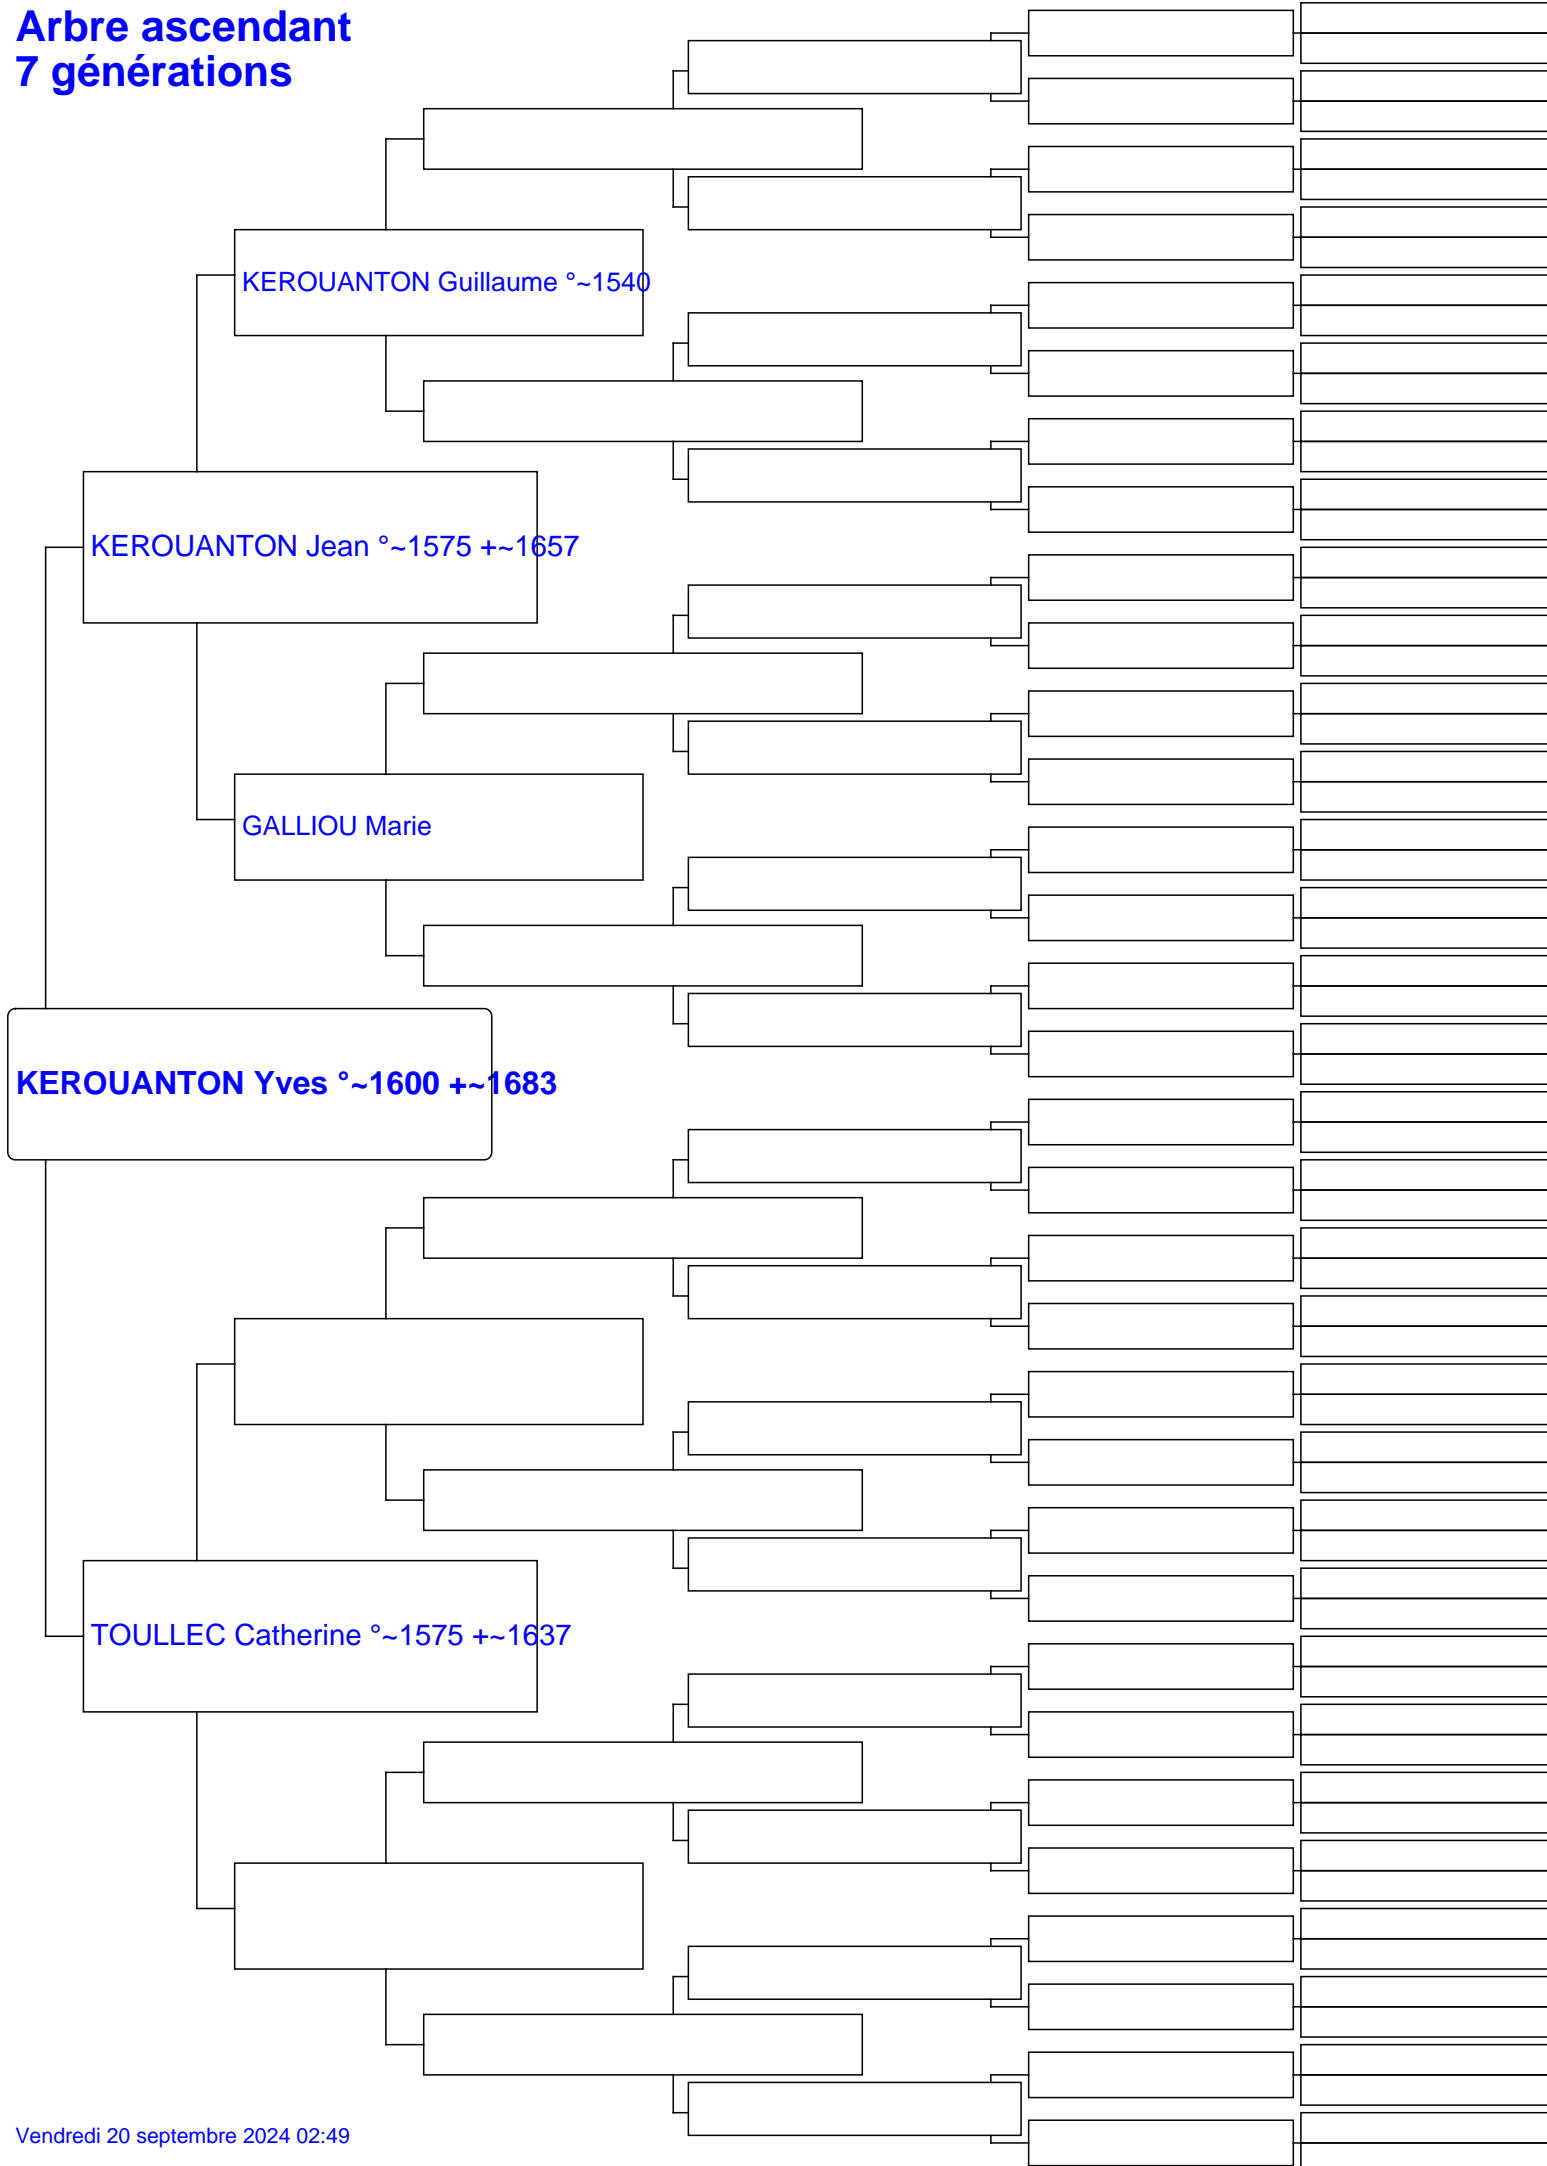 Arbre ascendant
7 générations
KEROUANTON Guillaume °~1540
KEROUANTON Jean °~1575 +~1657
GALLIOU Marie
KEROUANTON Yves °~1600 +~1683
TOULLEC Catherine °~1575 +~1637
Vendredi 20 septembre 2024 02:49